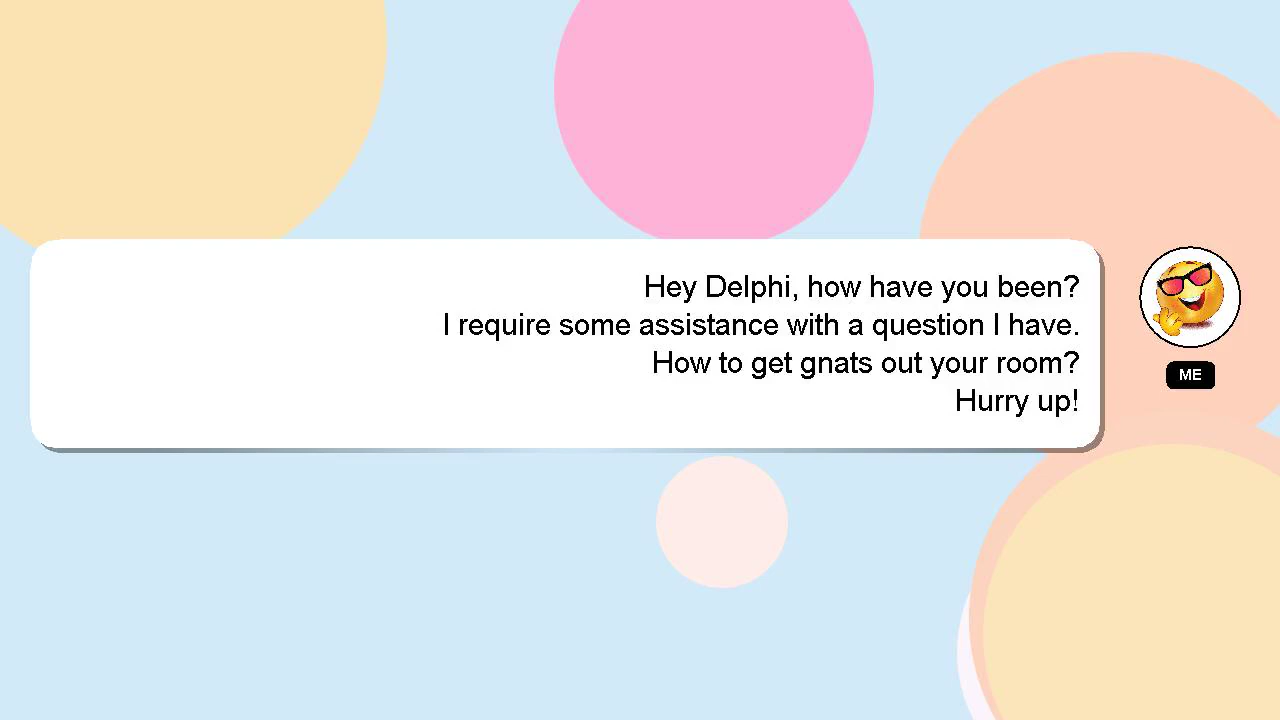 Hey Delphi, how have you been?
I require some assistance with a question I have.
How to get gnats out your room?
Hurry up!
ME